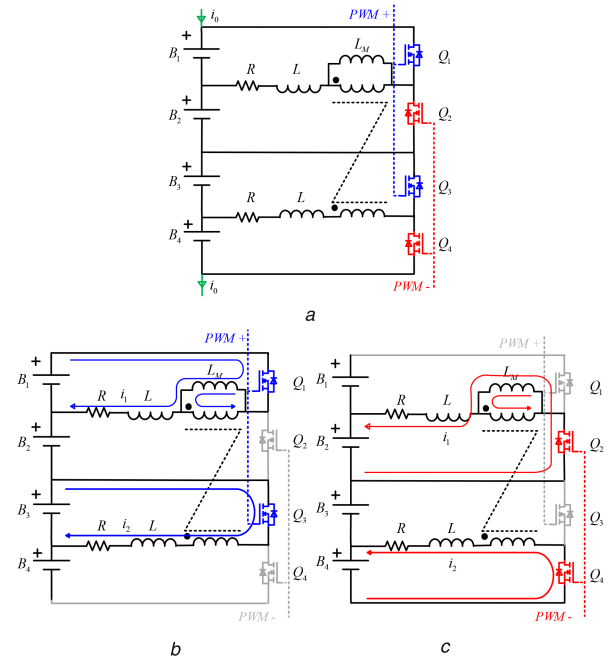 i0
PWM +
B1
R
L
LM
Q1
B2
Q2
B3
Q3
R
L
B4
Q4
i0
PWM -
a
PWM +
B1
LM
Q1
R
i1
L
B2
Q2
B3
Q3
R
i2
L
B4
Q4
PWM -
b
PWM +
B1
LM
Q1
R
L
B2
i1
Q2
B3
Q3
R
L
B4
i2
Q4
PWM -
c